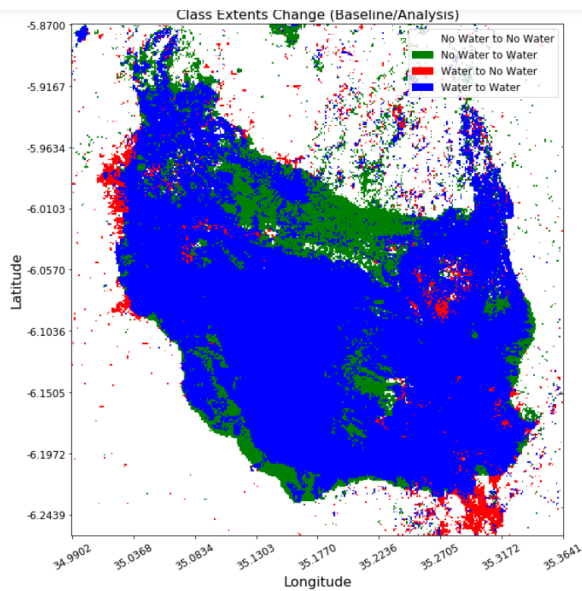 Class Extents Change (Baseline/Analysis)
No Water to No Water
No Water to Water
Water to No Water
Water to Water
-5.8700
-5.9167
-5.9634
-6.0103
-6.0570
-6.1036
-6.1505
-6.1972
-6.2439
Latitude
34.9902
35.0368
35.0834
35.1303
35.1770
35.2236
35.2705
35.3172
35.3641
Longitude